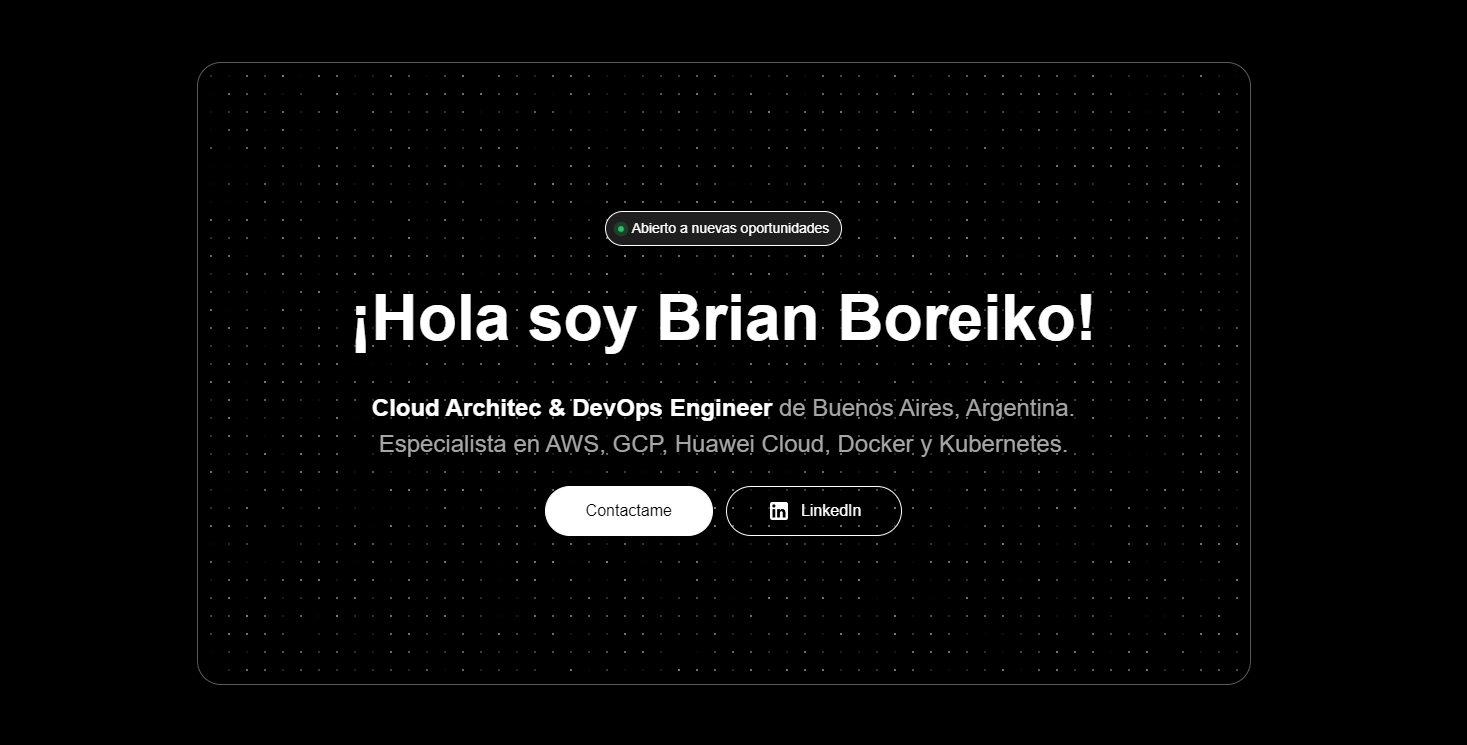 Abierto a nuevas oportunidades
¡Hola soy Brian Boreiko!
Cloud Architec & DevOps Engineer de Buenos Aires, Argentina.
Especialista en AWS, GCP, Huawei Cloud, Docker y Kubernetes.
Contactame
in LinkedIn